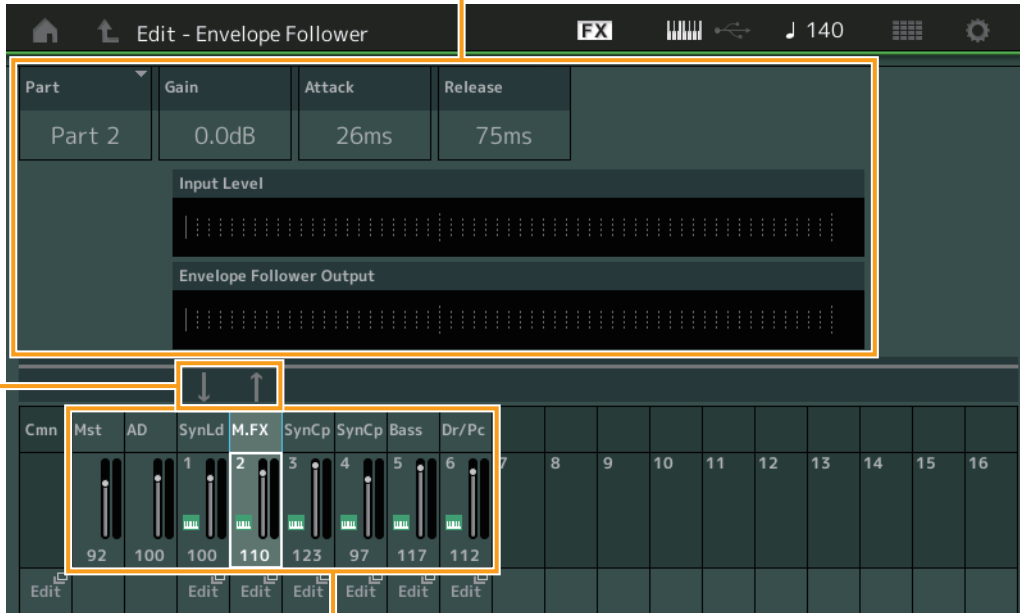 Edit - Envelope Follower FX 140
Part Gain Attack Release
Part 2 0.0dB 26ms 75ms
Input Level
Envelope Follower Output
Cmn Mst AD SynLd M.FX SynCp SynCp Bass Dr/Pc
1 2 3 4 5 6 7 8 9 10 11 12 13 14 15 16
92 100 100 110 123 97 117 112
Edit Edit Edit Edit Edit Edit Edit